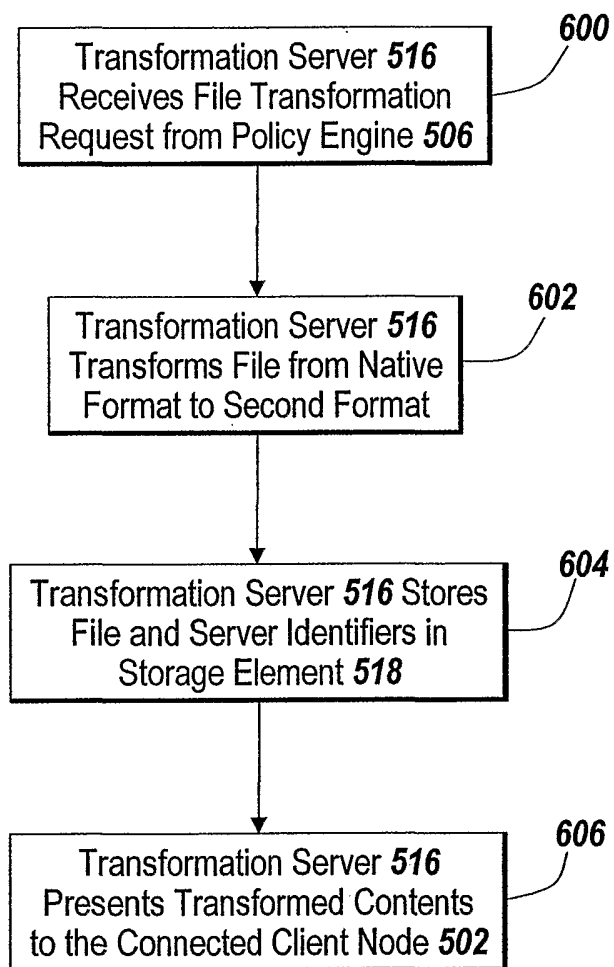 600
Transformation Server 516
Receives File Transformation
Request from Policy Engine 506
602
Transformation Server 516
Transforms File from Native
Format to Second Format
604
Transformation Server 516 Stores
File and Server Identifiers in
Storage Element 518
606
Transformation Server 516
Presents Transformed Contents
to the Connected Client Node 502